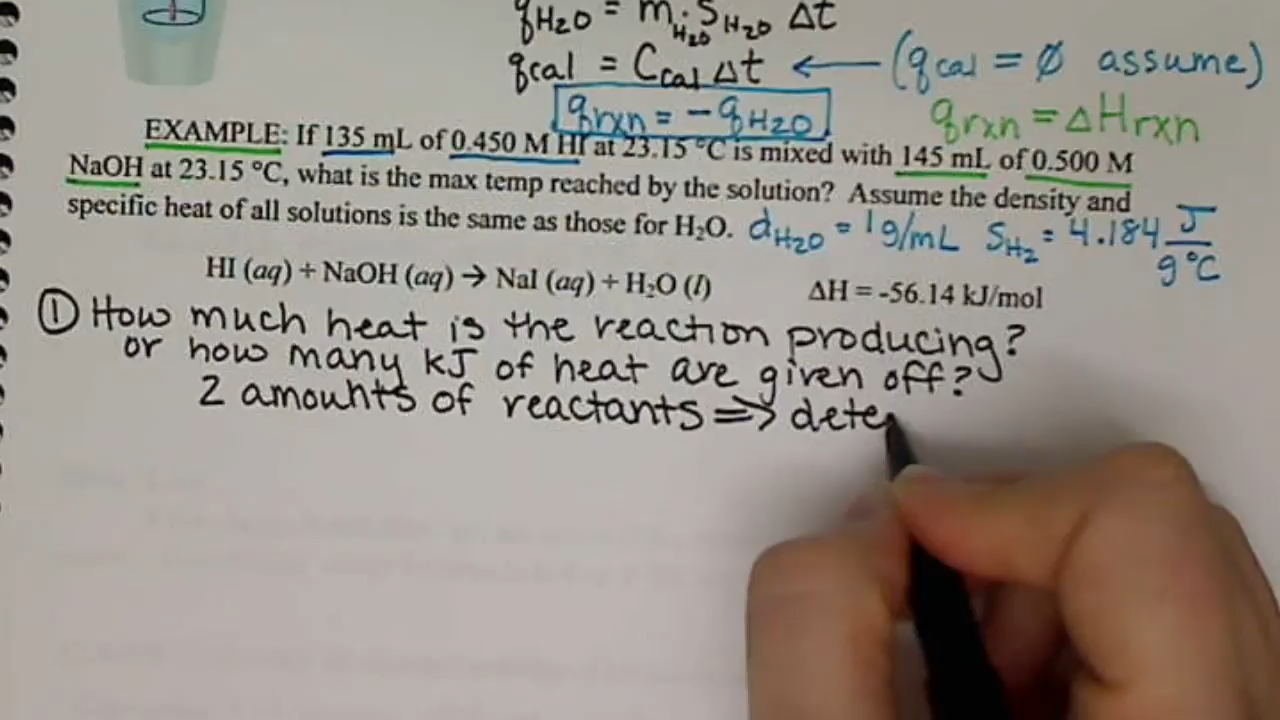 qH2O = mH2O · SH2O Δt
qcal = Ccal Δt ← (qcal = Ø assume)
qrxn = -qH2O qrxn = ΔHrxn
EXAMPLE: If 135 mL of 0.450 M HI at 23.15 °C is mixed with 145 mL of 0.500 M
NaOH at 23.15 °C, what is the max temp reached by the solution? Assume the density and
specific heat of all solutions is the same as those for H₂O. dH2O = 1g/mL SH2 = 4.184 J/g°C
HI (aq) + NaOH (aq) → NaI (aq) + H₂O (l) ΔH = -56.14 kJ/mol
① How much heat is the reaction producing?
or how many kJ of heat are given off?
2 amounts of reactants => dete